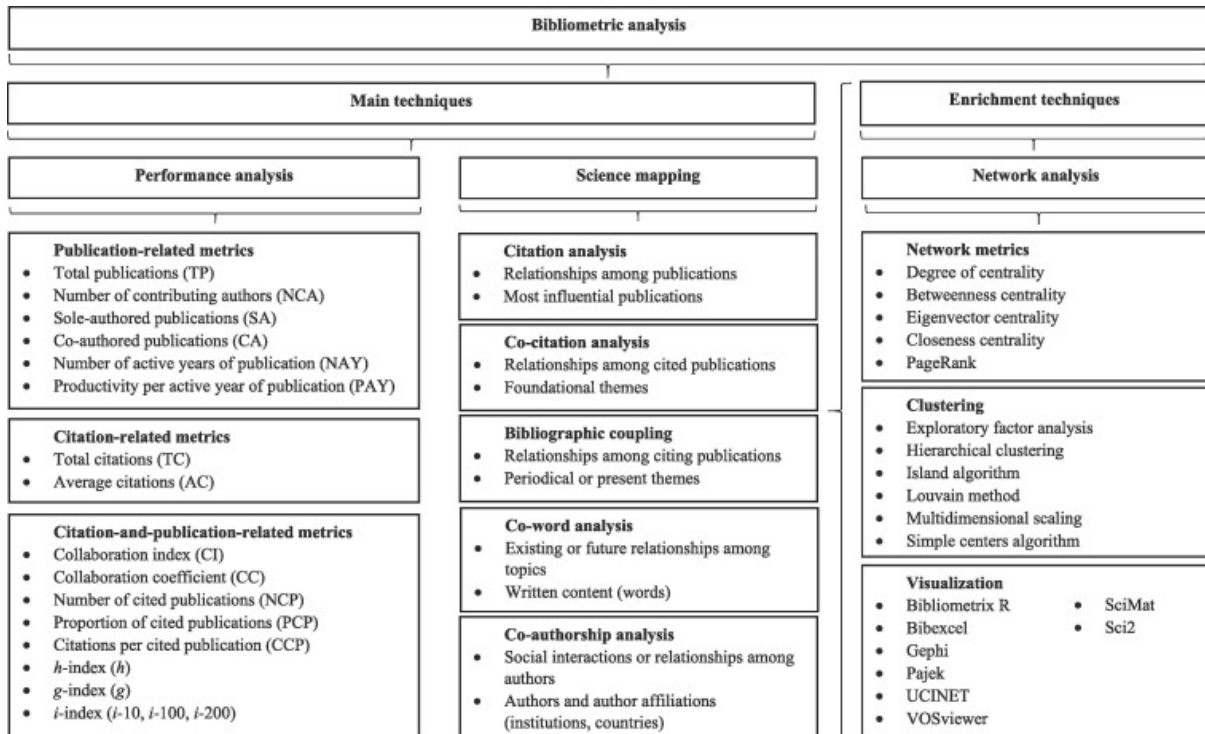 Bibliometric analysis
Main techniques
Enrichment techniques
Performance analysis
Science mapping
Network analysis
Publication-related metrics
• Total publications (TP)
• Number of contributing authors (NCA)
• Sole-authored publications (SA)
• Co-authored publications (CA)
• Number of active years of publication (NAY)
• Productivity per active year of publication (PAY)
Citation-related metrics
• Total citations (TC)
• Average citations (AC)
Citation-and-publication-related metrics
• Collaboration index (CI)
• Collaboration coefficient (CC)
• Number of cited publications (NCP)
• Proportion of cited publications (PCP)
• Citations per cited publication (CCP)
• h-index (h)
• g-index (g)
• i-index (i-10, i-100, i-200)
Citation analysis
• Relationships among publications
• Most influential publications
Co-citation analysis
• Relationships among cited publications
• Foundational themes
Bibliographic coupling
• Relationships among citing publications
• Periodical or present themes
Co-word analysis
• Existing or future relationships among
topics
• Written content (words)
Co-authorship analysis
• Social interactions or relationships among
authors
• Authors and author affiliations
(institutions, countries)
Network metrics
• Degree of centrality
• Betweenness centrality
• Eigenvector centrality
• Closeness centrality
• PageRank
Clustering
• Exploratory factor analysis
• Hierarchical clustering
• Island algorithm
• Louvain method
• Multidimensional scaling
• Simple centers algorithm
Visualization
• Bibliometrix R
• Bibexcel
• Gephi
• Pajek
• UCINET
• VOSviewer
• SciMat
• Sci2